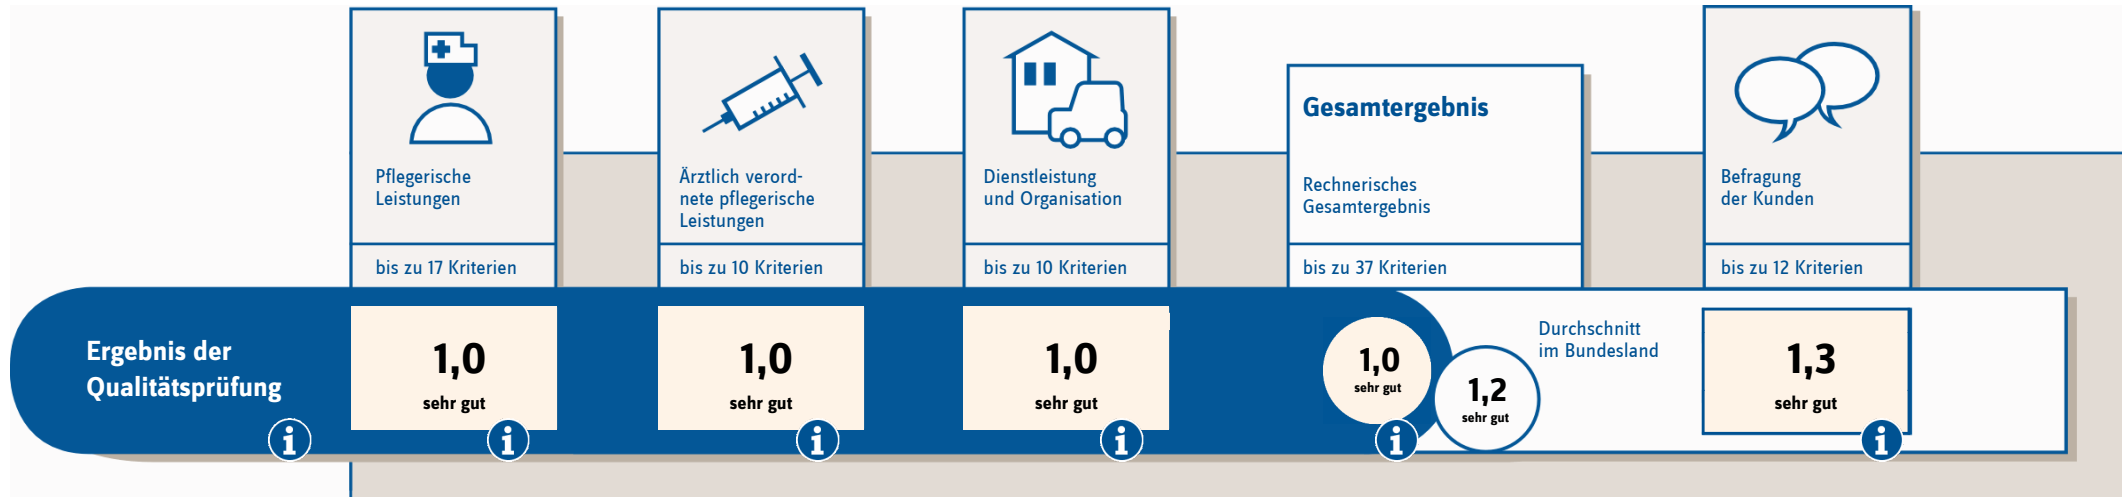 Pflegerische
Leistungen
bis zu 17 Kriterien
Ärztlich verord-
nete pflegerische
Leistungen
bis zu 10 Kriterien
Dienstleistung
und Organisation
bis zu 10 Kriterien
Gesamtergebnis
Rechnerisches
Gesamtergebnis
bis zu 37 Kriterien
Befragung
der Kunden
bis zu 12 Kriterien
Ergebnis der
Qualitätsprüfung
i
1,0
sehr gut
i
1,0
sehr gut
i
1,0
sehr gut
i
1,0
sehr gut
i
1,2
sehr gut
Durchschnitt
im Bundesland
1,3
sehr gut
i